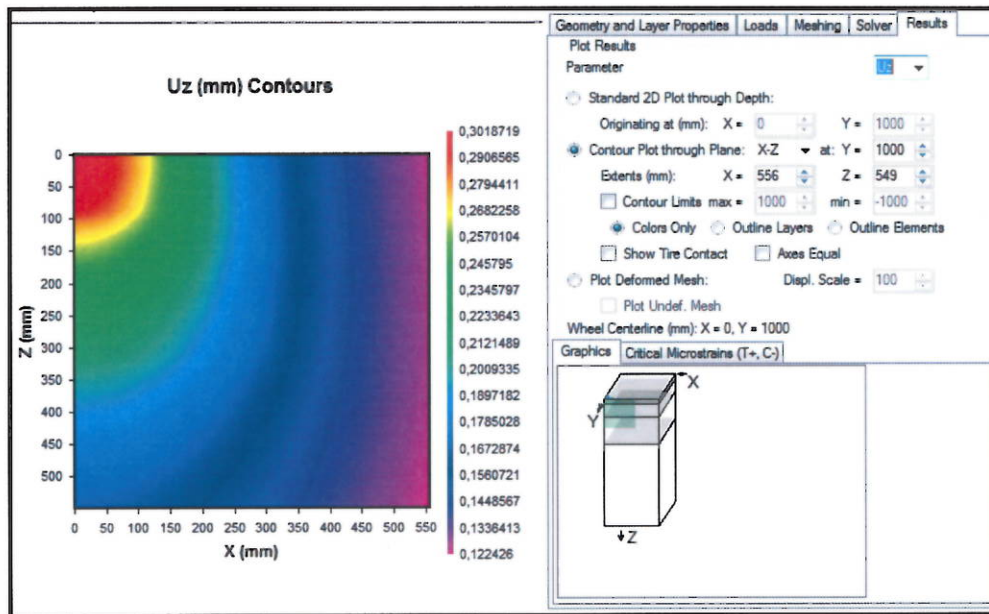 Uz (mm) Contours
0
50
100
150
200
250
300
350
400
450
500
Z (mm)
0 50 100 150 200 250 300 350 400 450 500 550
X (mm)
0,3018719
0,2906565
0,2794411
0,2682258
0,2570104
0,245795
0,2345797
0,2233643
0,2121489
0,2009335
0,1897182
0,1785028
0,1672874
0,1560721
0,1448567
0,1336413
0,122426
Geometry and Layer Properties Loads Meshing Solver Results
Plot Results
Parameter Uz
Standard 2D Plot through Depth:
Originating at (mm): X = 0 Y = 1000
Contour Plot through Plane: X-Z at: Y = 1000
Extents (mm): X = 556 Z = 549
Contour Limits max = 1000 min = -1000
Colors Only Outline Layers Outline Elements
Show Tire Contact Axes Equal
Plot Deformed Mesh: Displ. Scale = 100
Plot Undef. Mesh
Wheel Centerline (mm): X = 0, Y = 1000
Graphics Critical Microstrains (T+, C-)
X
Y
Z